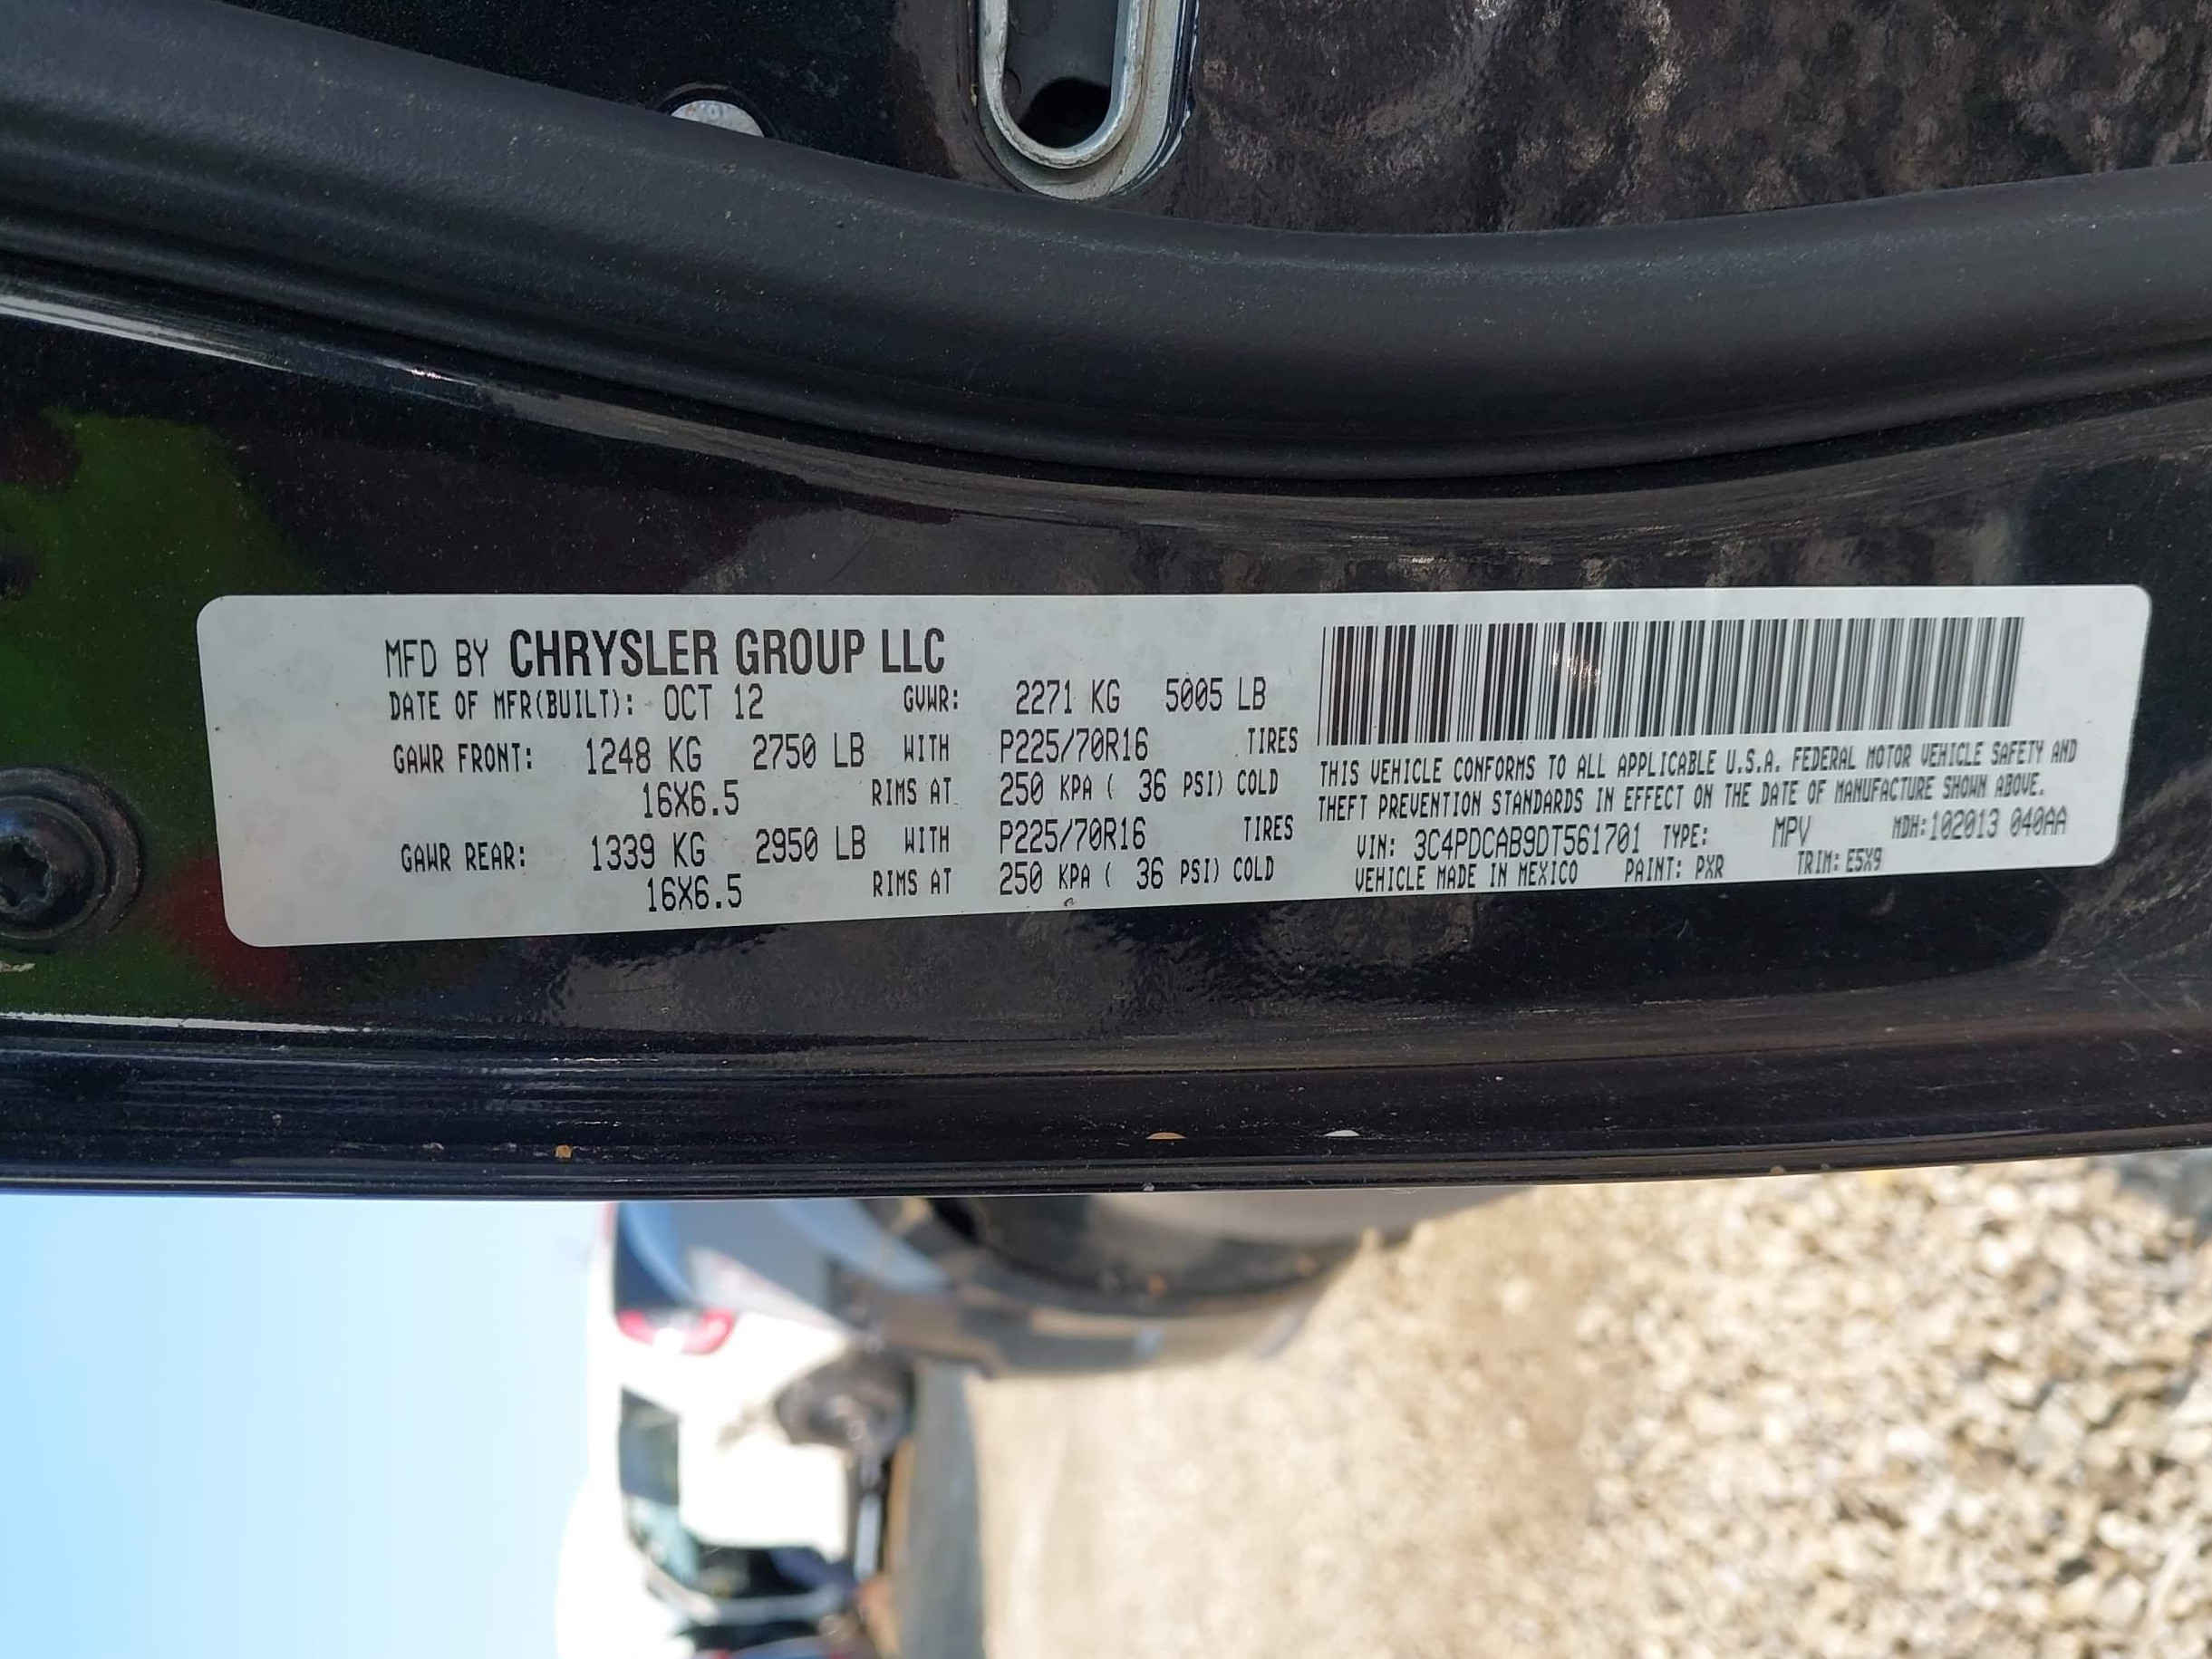 MFD BY CHRYSLER GROUP LLC
DATE OF MFR(BUILT): OCT 12 GVWR: 2271 KG 5005 LB
GAWR FRONT: 1248 KG 2750 LB WITH P225/70R16 TIRES
16X6.5 RIMS AT 250 KPA ( 36 PSI) COLD
GAWR REAR: 1339 KG 2950 LB WITH P225/70R16 TIRES
16X6.5 RIMS AT 250 KPA ( 36 PSI) COLD
THIS VEHICLE CONFORMS TO ALL APPLICABLE U.S.A. FEDERAL MOTOR VEHICLE SAFETY AND
THEFT PREVENTION STANDARDS IN EFFECT ON THE DATE OF MANUFACTURE SHOWN ABOVE.
VIN: 3C4PDCAB9DT561701 TYPE: MPV MDH:102013 040AA
VEHICLE MADE IN MEXICO PAINT: PXR TRIM: E5X9